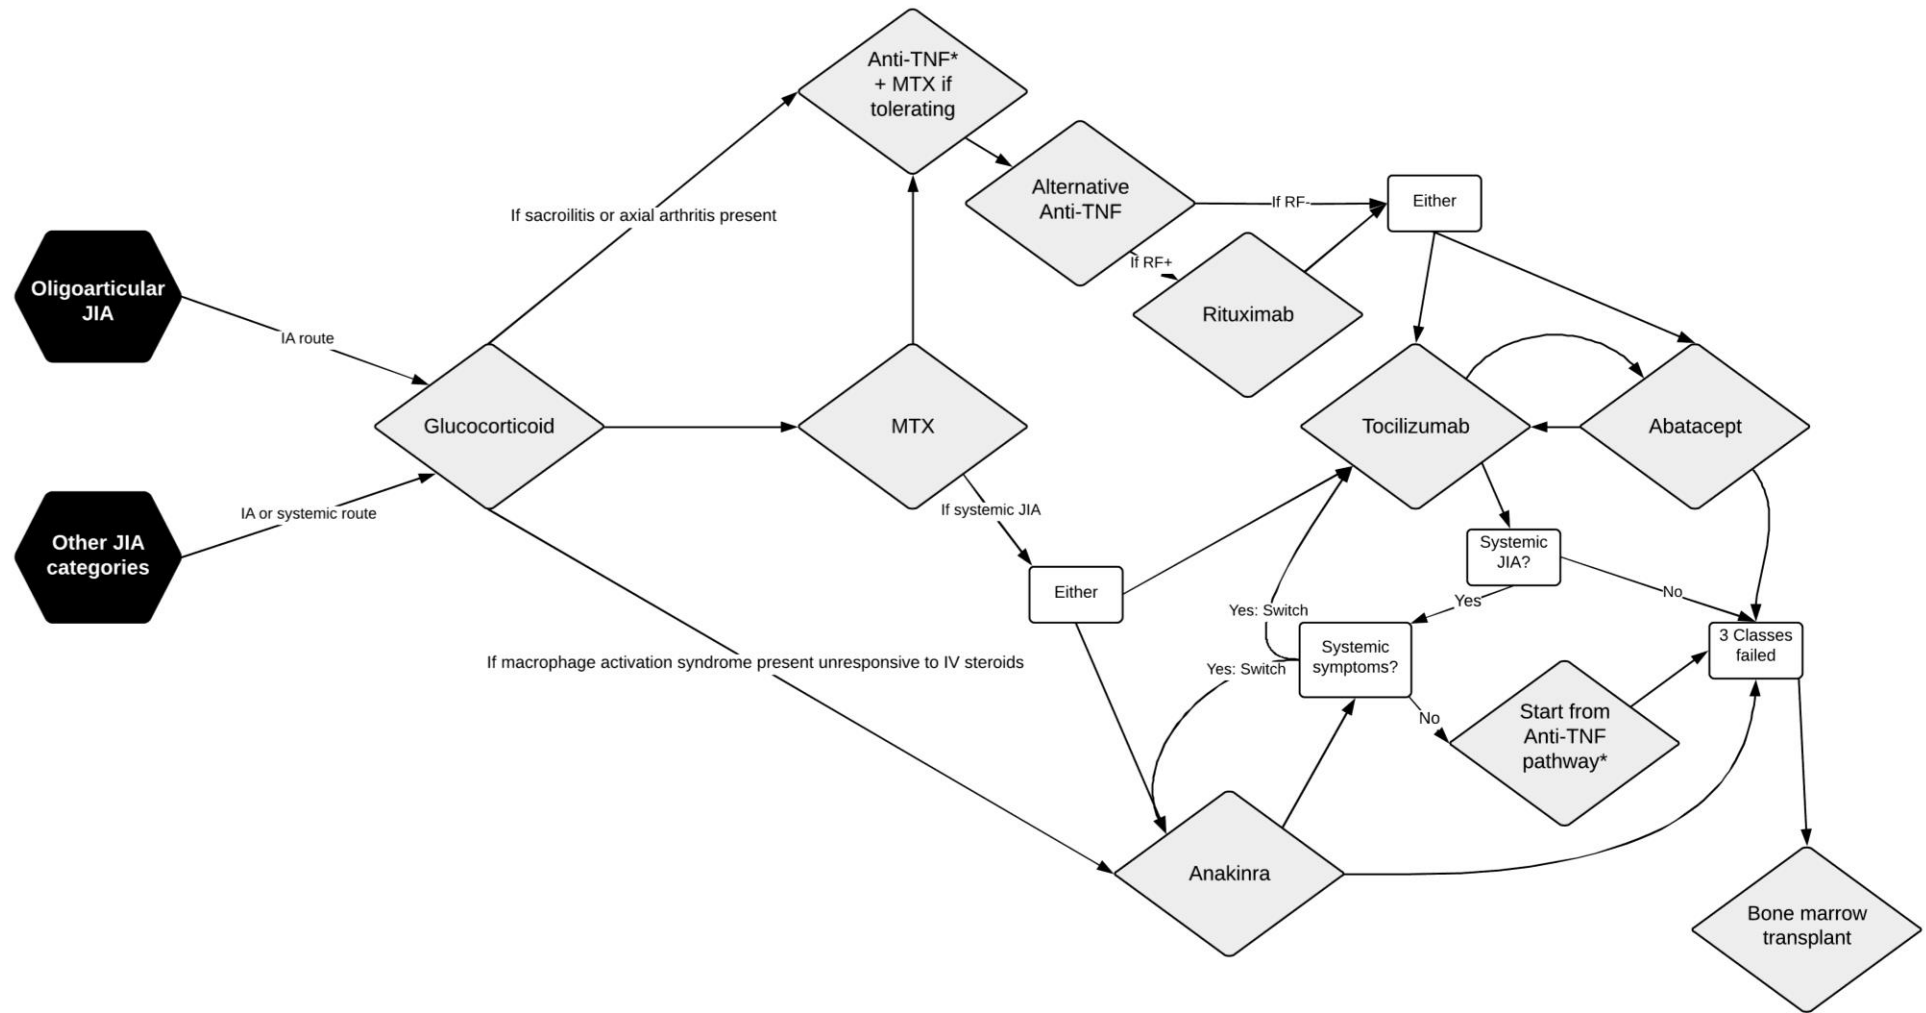 Anti-TNF*
+ MTX if
tolerating
Alternative
Anti-TNF
If RF-
Either
If sacroilitis or axial arthritis present
If RF+
Oligoarticular
JIA
IA route
Rituximab
Glucocorticoid
MTX
Tocilizumab
Abatacept
IA or systemic route
If systemic JIA
Other JIA
categories
Systemic
JIA?
Either
Yes
No
Yes: Switch
3 Classes
failed
Systemic
symptoms?
If macrophage activation syndrome present unresponsive to IV steroids
Yes: Switch
No
Start from
Anti-TNF
pathway*
Anakinra
Bone marrow
transplant